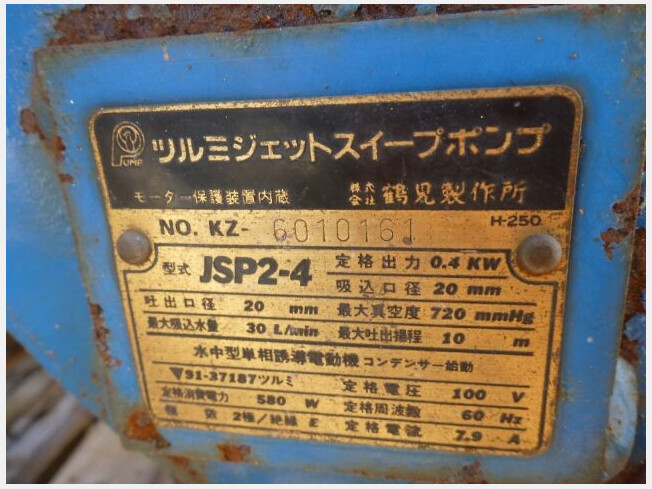 PUMP ツルミジェットスイープポンプ
モーター保護装置内蔵 株式会社 鶴見製作所
NO. KZ- 6010161 H-250
型式 JSP2-4 定格出力 0.4 KW
吸込口径 20 mm
吐出口径 20 mm 最大真空度 720 mmHg
最大吸込水量 30 L/min 最大吐出揚程 10 m
水中型単相誘導電動機 コンデンサー始動
▽91-37187ツルミ 定格電圧 100 V
定格消費電力 580 W 定格周波数 60 Hz
2極/絶縁 E 定格電流 7.9 A